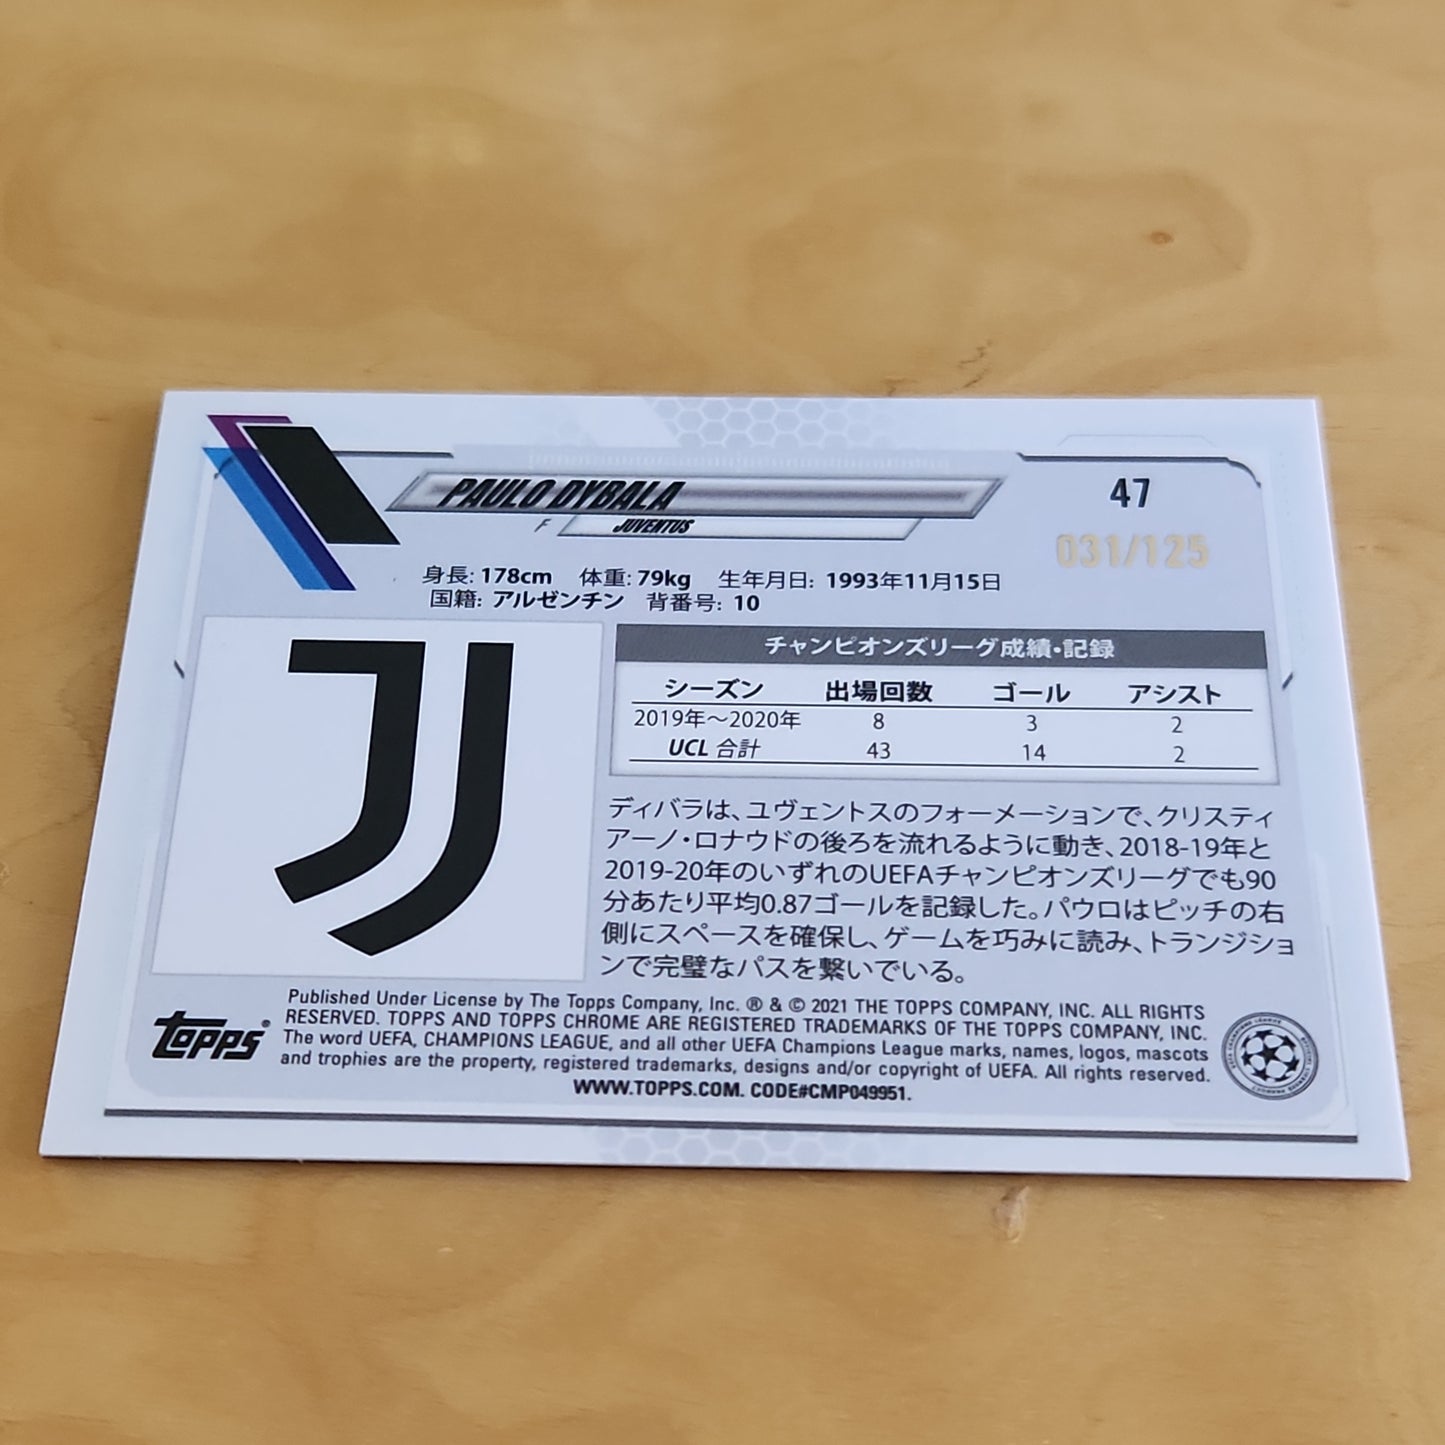 PAULO DYBALA
47
F JUVENTUS
031/125
身長: 178cm 体重: 79kg 生年月日: 1993年11月15日
国籍: アルゼンチン 背番号: 10
チャンピオンズリーグ成績・記録
シーズン 出場回数 ゴール アシスト
2019年〜2020年 8 3 2
UCL 合計 43 14 2
ディバラは、ユヴェントスのフォーメーションで、クリスティ
アーノ・ロナウドの後ろを流れるように動き、2018-19年と
2019-20年のいずれのUEFAチャンピオンズリーグでも90
分あたり平均0.87ゴールを記録した。パウロはピッチの右
側にスペースを確保し、ゲームを巧みに読み、トランジショ
ンで完璧なパスを繋いでいる。
Published Under License by The Topps Company, Inc. ® & © 2021 THE TOPPS COMPANY, INC. ALL RIGHTS
RESERVED. TOPPS AND TOPPS CHROME ARE REGISTERED TRADEMARKS OF THE TOPPS COMPANY, INC.
The word UEFA, CHAMPIONS LEAGUE, and all other UEFA Champions League marks, names, logos, mascots
and trophies are the property, registered trademarks, designs and/or copyright of UEFA. All rights reserved.
WWW.TOPPS.COM. CODE#CMP049951.
topps®